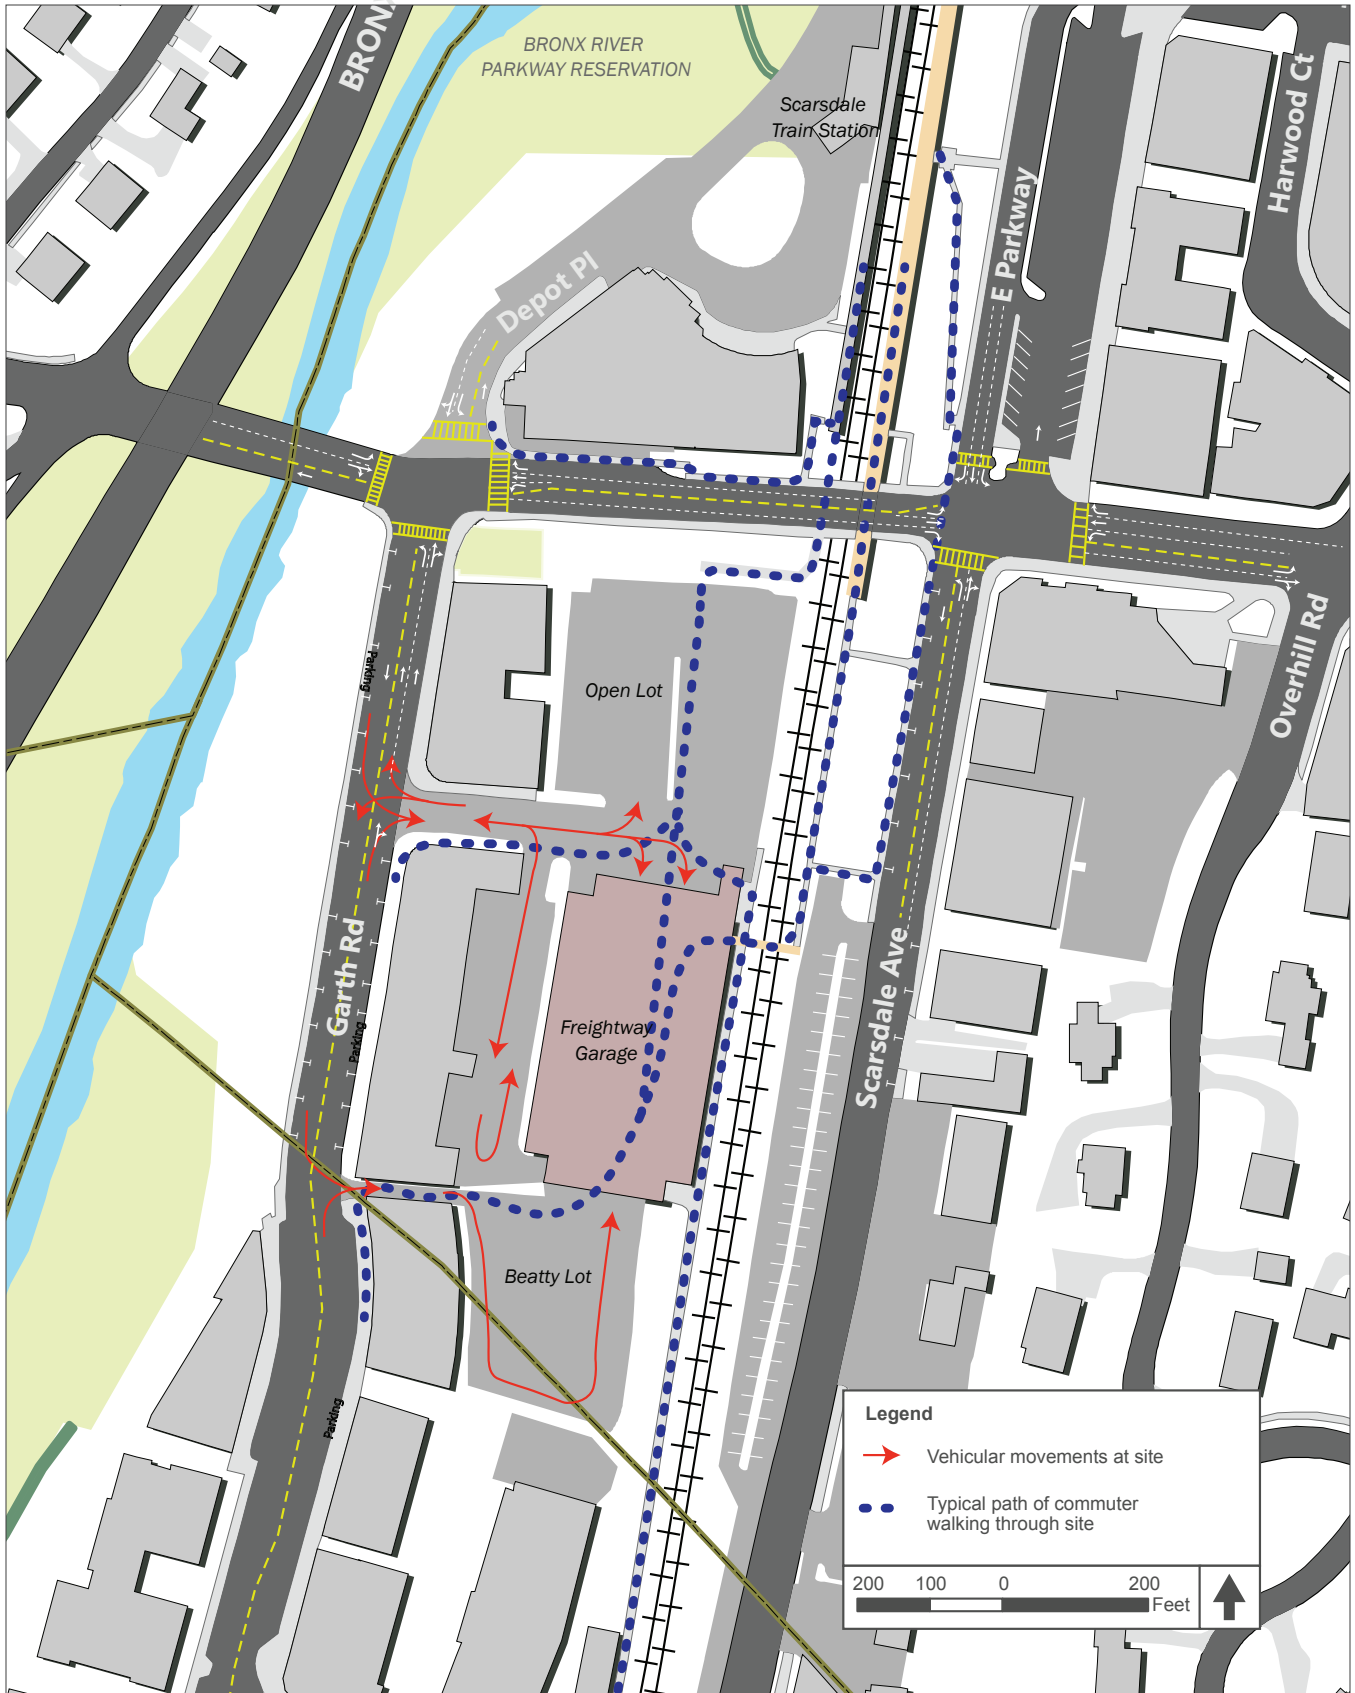 BRONX
BRONX RIVER
PARKWAY RESERVATION
Scarsdale
Train Station
Harwood Ct
E Parkway
Depot Pl
Parking
Open Lot
Overhill Rd
Garth Rd
Scarsdale Ave
Parking
Freightway
Garage
Beatty Lot
Parking
Legend
Vehicular movements at site
Typical path of commuter
walking through site
200 100 0 200
Feet